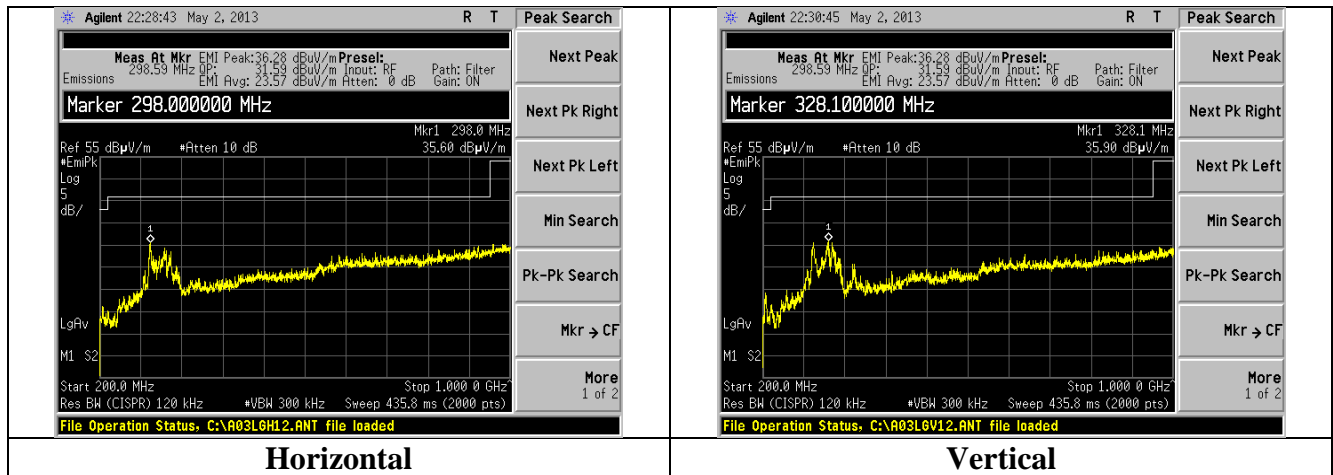 Agilent 22:28:43 May 2, 2013 R T
Peak Search
Meas At Mkr EMI Peak:36.28 dBuV/m Presel:
298.59 MHz QP: 31.59 dBuV/m Input: RF Path: Filter
Emissions EMI Avg: 23.57 dBuV/m Atten: 0 dB Gain: ON
Marker 298.000000 MHz
Mkr1 298.0 MHz
Ref 55 dBµV/m #Atten 10 dB 35.60 dBµV/m
#EmiPk
Log
5
dB/
1
LgAv
M1 S2
Start 200.0 MHz Stop 1.000 0 GHz^
Res BW (CISPR) 120 kHz #VBW 300 kHz Sweep 435.8 ms (2000 pts)
File Operation Status, C:\A03LGH12.ANT file loaded
Next Peak
Next Pk Right
Next Pk Left
Min Search
Pk-Pk Search
Mkr → CF
More
1 of 2
Horizontal
Agilent 22:30:45 May 2, 2013 R T
Peak Search
Meas At Mkr EMI Peak:36.28 dBuV/m Presel:
298.59 MHz QP: 31.59 dBuV/m Input: RF Path: Filter
Emissions EMI Avg: 23.57 dBuV/m Atten: 0 dB Gain: ON
Marker 328.100000 MHz
Mkr1 328.1 MHz
Ref 55 dBµV/m #Atten 10 dB 35.90 dBµV/m
#EmiPk
Log
5
dB/
1
LgAv
M1 S2
Start 200.0 MHz Stop 1.000 0 GHz^
Res BW (CISPR) 120 kHz #VBW 300 kHz Sweep 435.8 ms (2000 pts)
File Operation Status, C:\A03LGV12.ANT file loaded
Next Peak
Next Pk Right
Next Pk Left
Min Search
Pk-Pk Search
Mkr → CF
More
1 of 2
Vertical